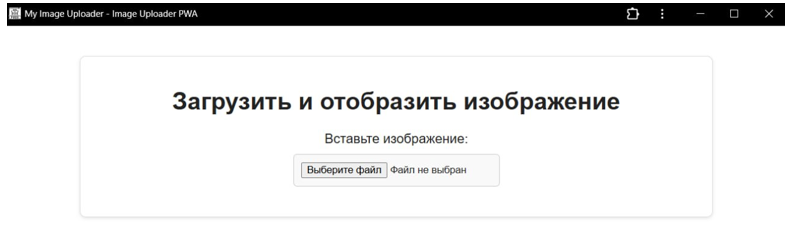 My Image Uploader - Image Uploader PWA
Загрузить и отобразить изображение
Вставьте изображение:
Выберите файл Файл не выбран